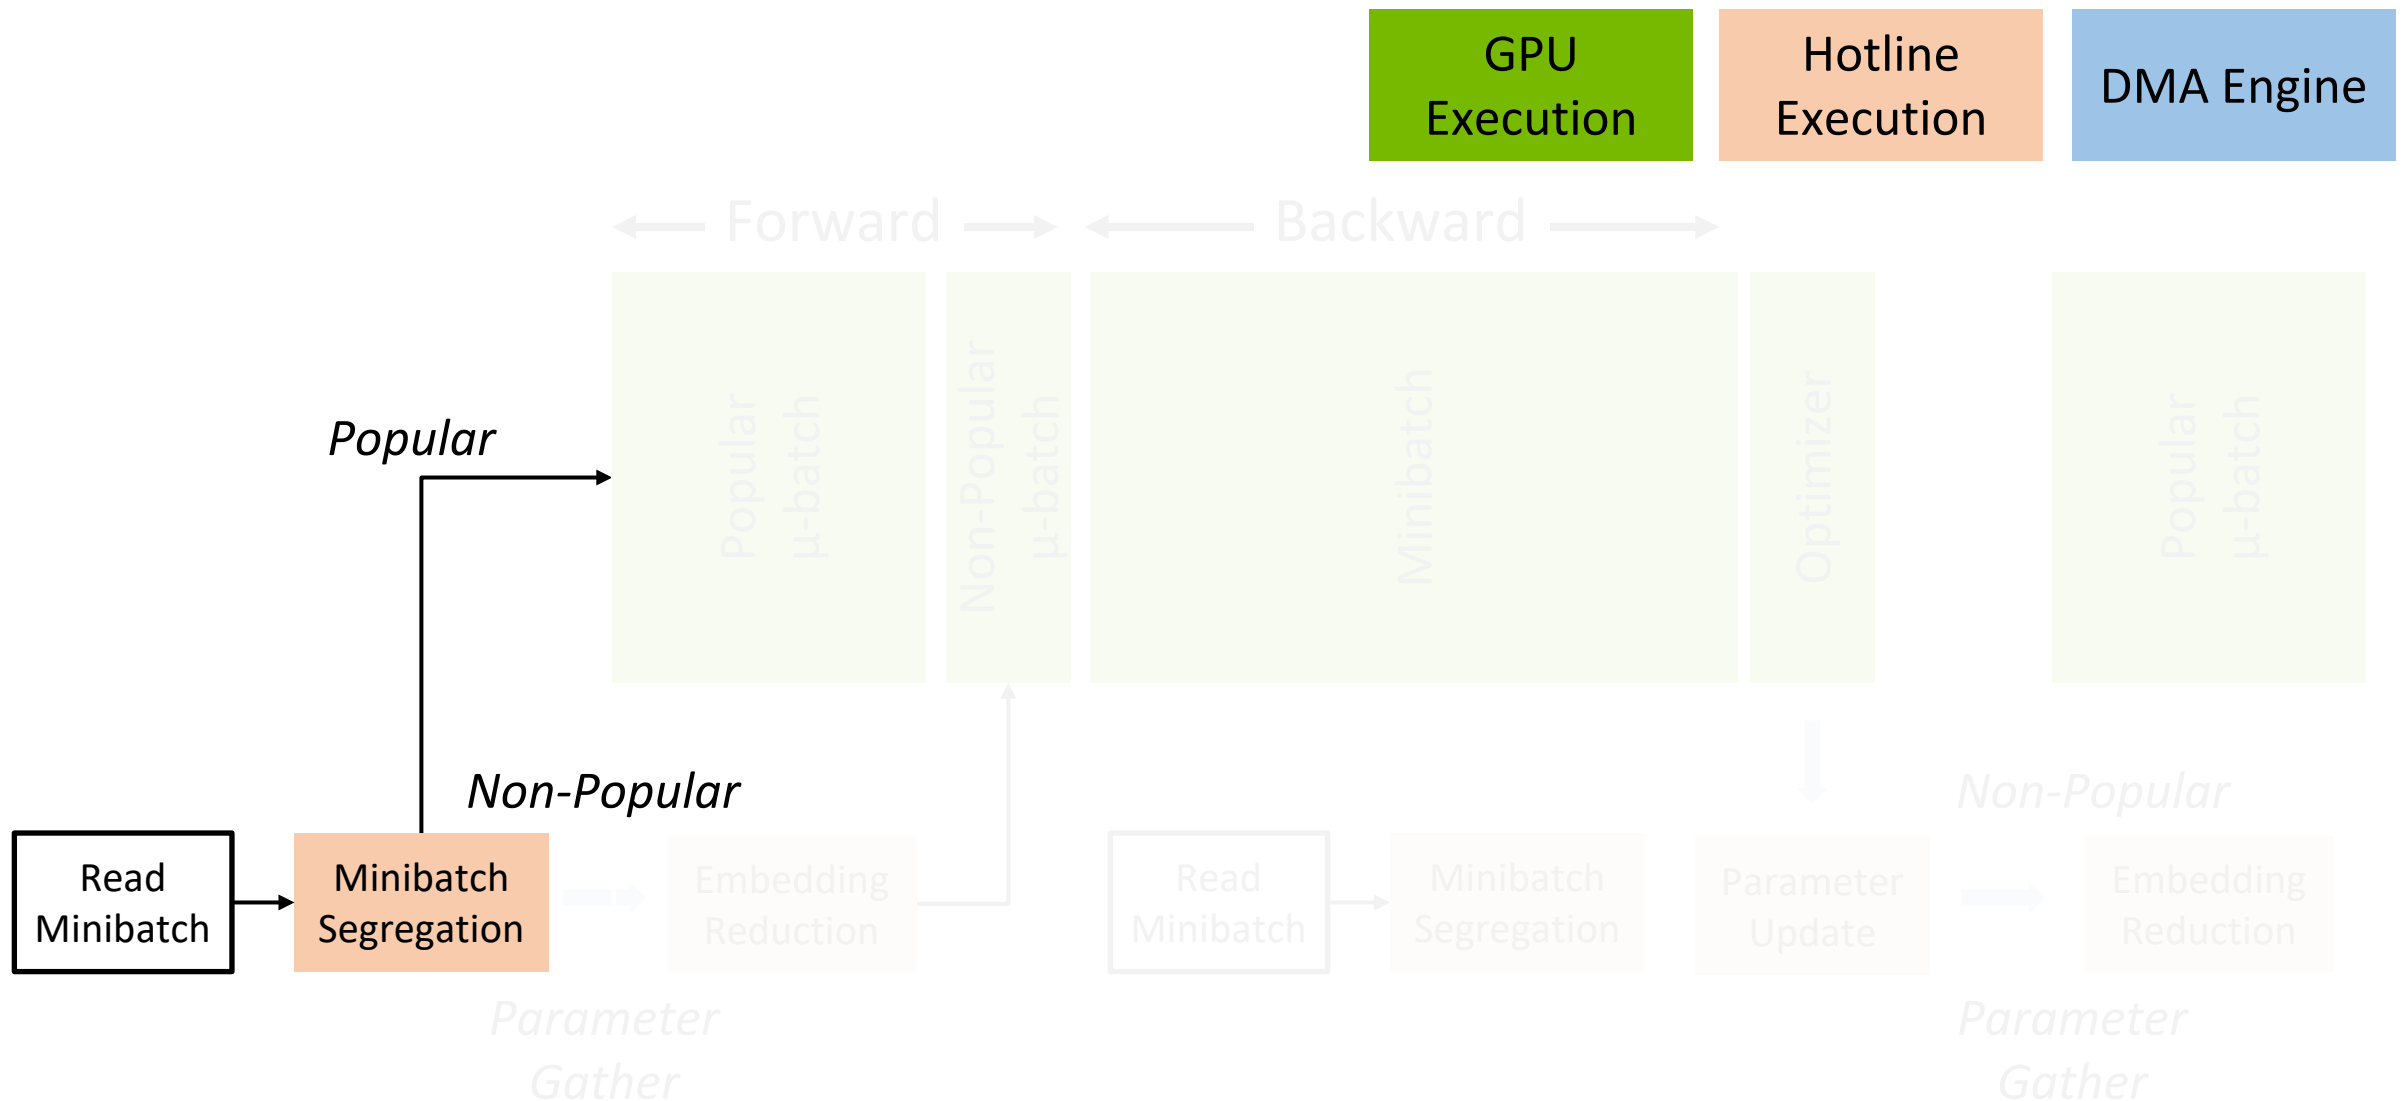 GPU
Execution
Hotline
Execution
DMA Engine
Forward
Backward
Popular
μ-batch
Non-Popular
μ-batch
Minibatch
Optimizer
Popular
μ-batch
Popular
Non-Popular
Non-Popular
Read
Minibatch
Minibatch
Segregation
Embedding
Reduction
Read
Minibatch
Minibatch
Segregation
Parameter
Update
Embedding
Reduction
Parameter
Gather
Parameter
Gather